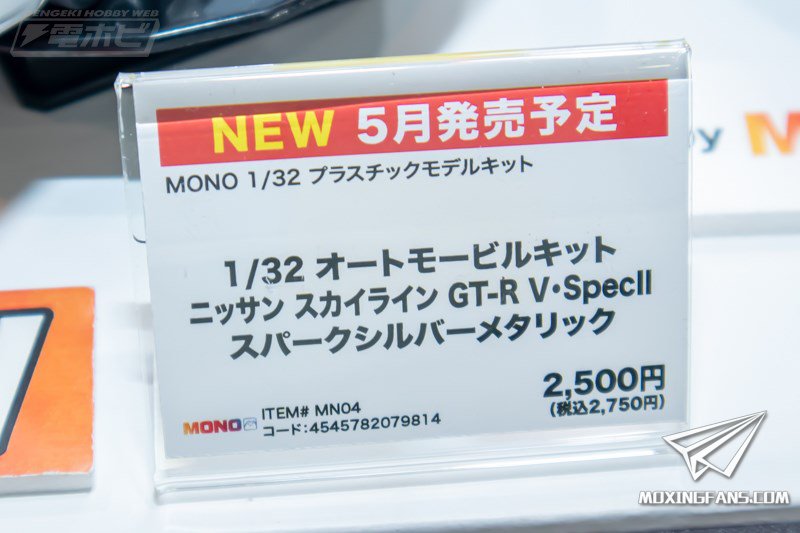 DENGEKI HOBBY WEB
電ホビ
NEW 5月発売予定
MONO 1/32 プラスチックモデルキット
1/32 オートモービルキット
ニッサン スカイライン GT-R V・SpecII
スパークシルバーメタリック
2,500円
(税込2,750円)
MONO
ITEM# MN04
コード:4545782079814
MOXINGFANS.COM